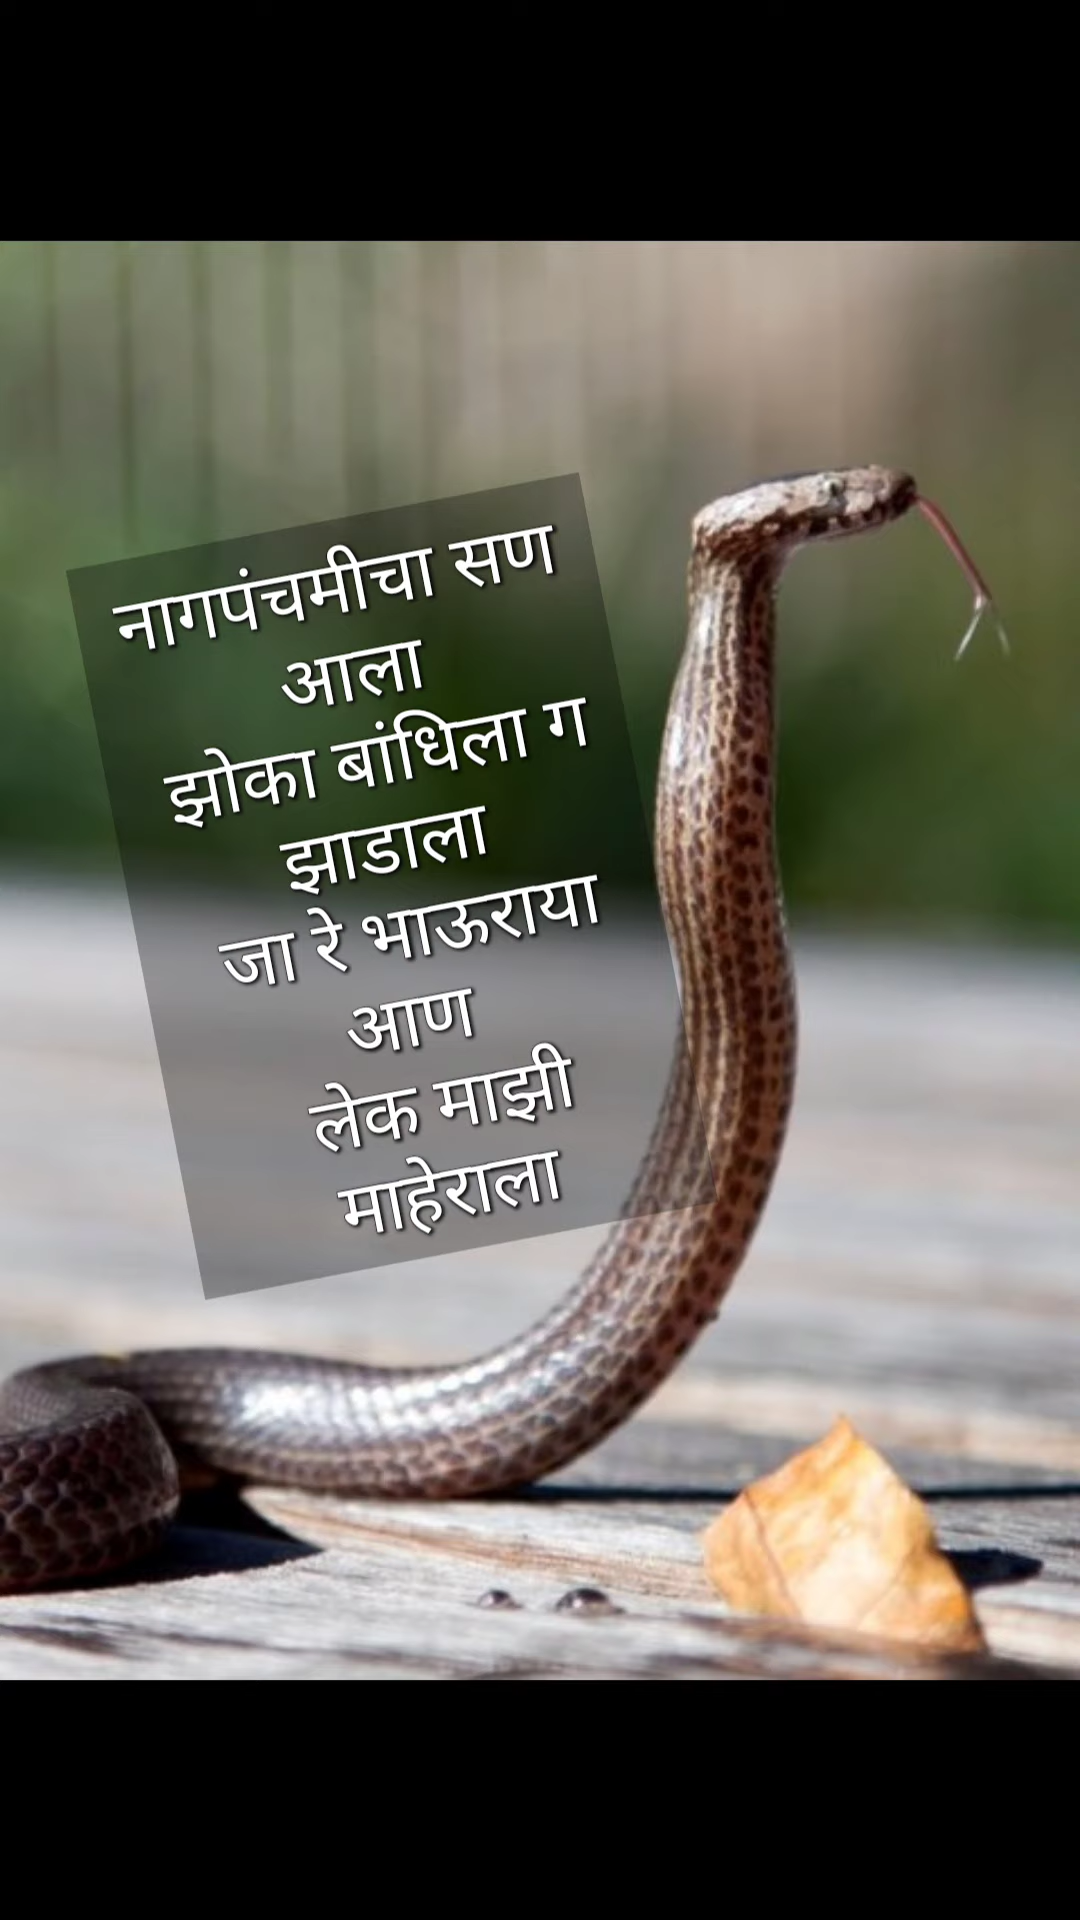 नागपंचमीचा सण
आला
झोका बांधिला ग
झाडाला
जा रे भाऊराया
आण
लेक माझी
माहेराला